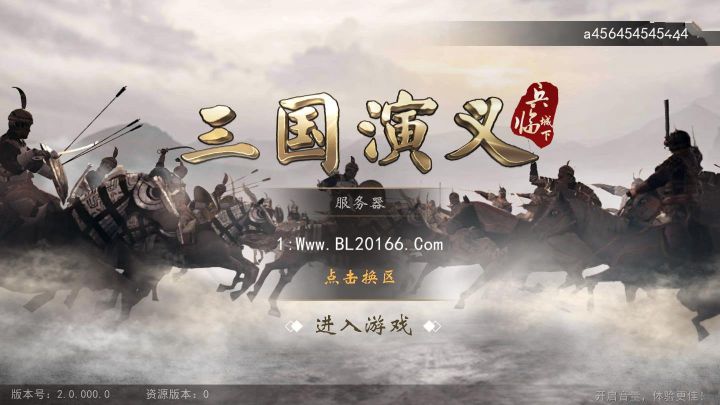 a456454545444
三国演义
兵临城下
服务器
1:Www.BL20166.Com
点击换区
进入游戏
版本号: 2.0.000.0 资源版本: 0
开启音量，体验更佳!